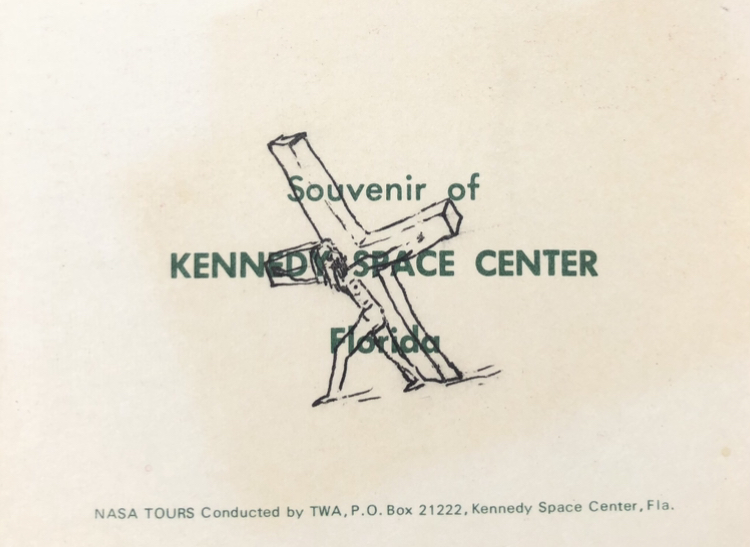 Souvenir of
KENNEDY SPACE CENTER
Florida
NASA TOURS Conducted by TWA, P.O. Box 21222, Kennedy Space Center, Fla.